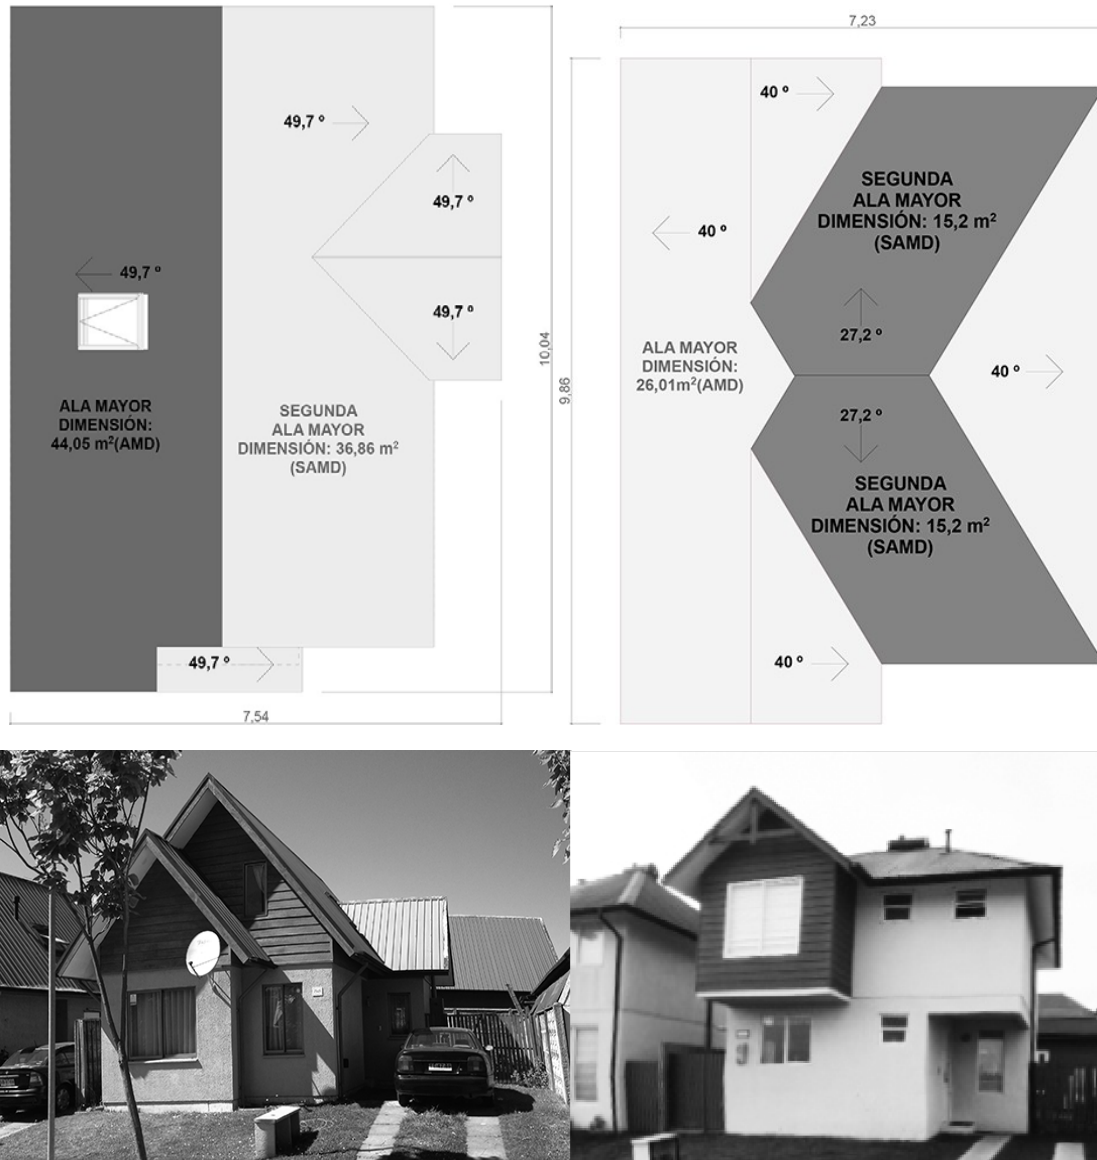 49,7 º
49,7 º
49,7 º
49,7 º
ALA MAYOR
DIMENSIÓN:
44,05 m²(AMD)
SEGUNDA
ALA MAYOR
DIMENSIÓN: 36,86 m²
(SAMD)
49,7 º
10,04
7,54
7,23
40 º
SEGUNDA
ALA MAYOR
DIMENSIÓN: 15,2 m²
(SAMD)
40 º
27,2 º
ALA MAYOR
DIMENSIÓN:
26,01m²(AMD)
40 º
9,86
27,2 º
SEGUNDA
ALA MAYOR
DIMENSIÓN: 15,2 m²
(SAMD)
40 º